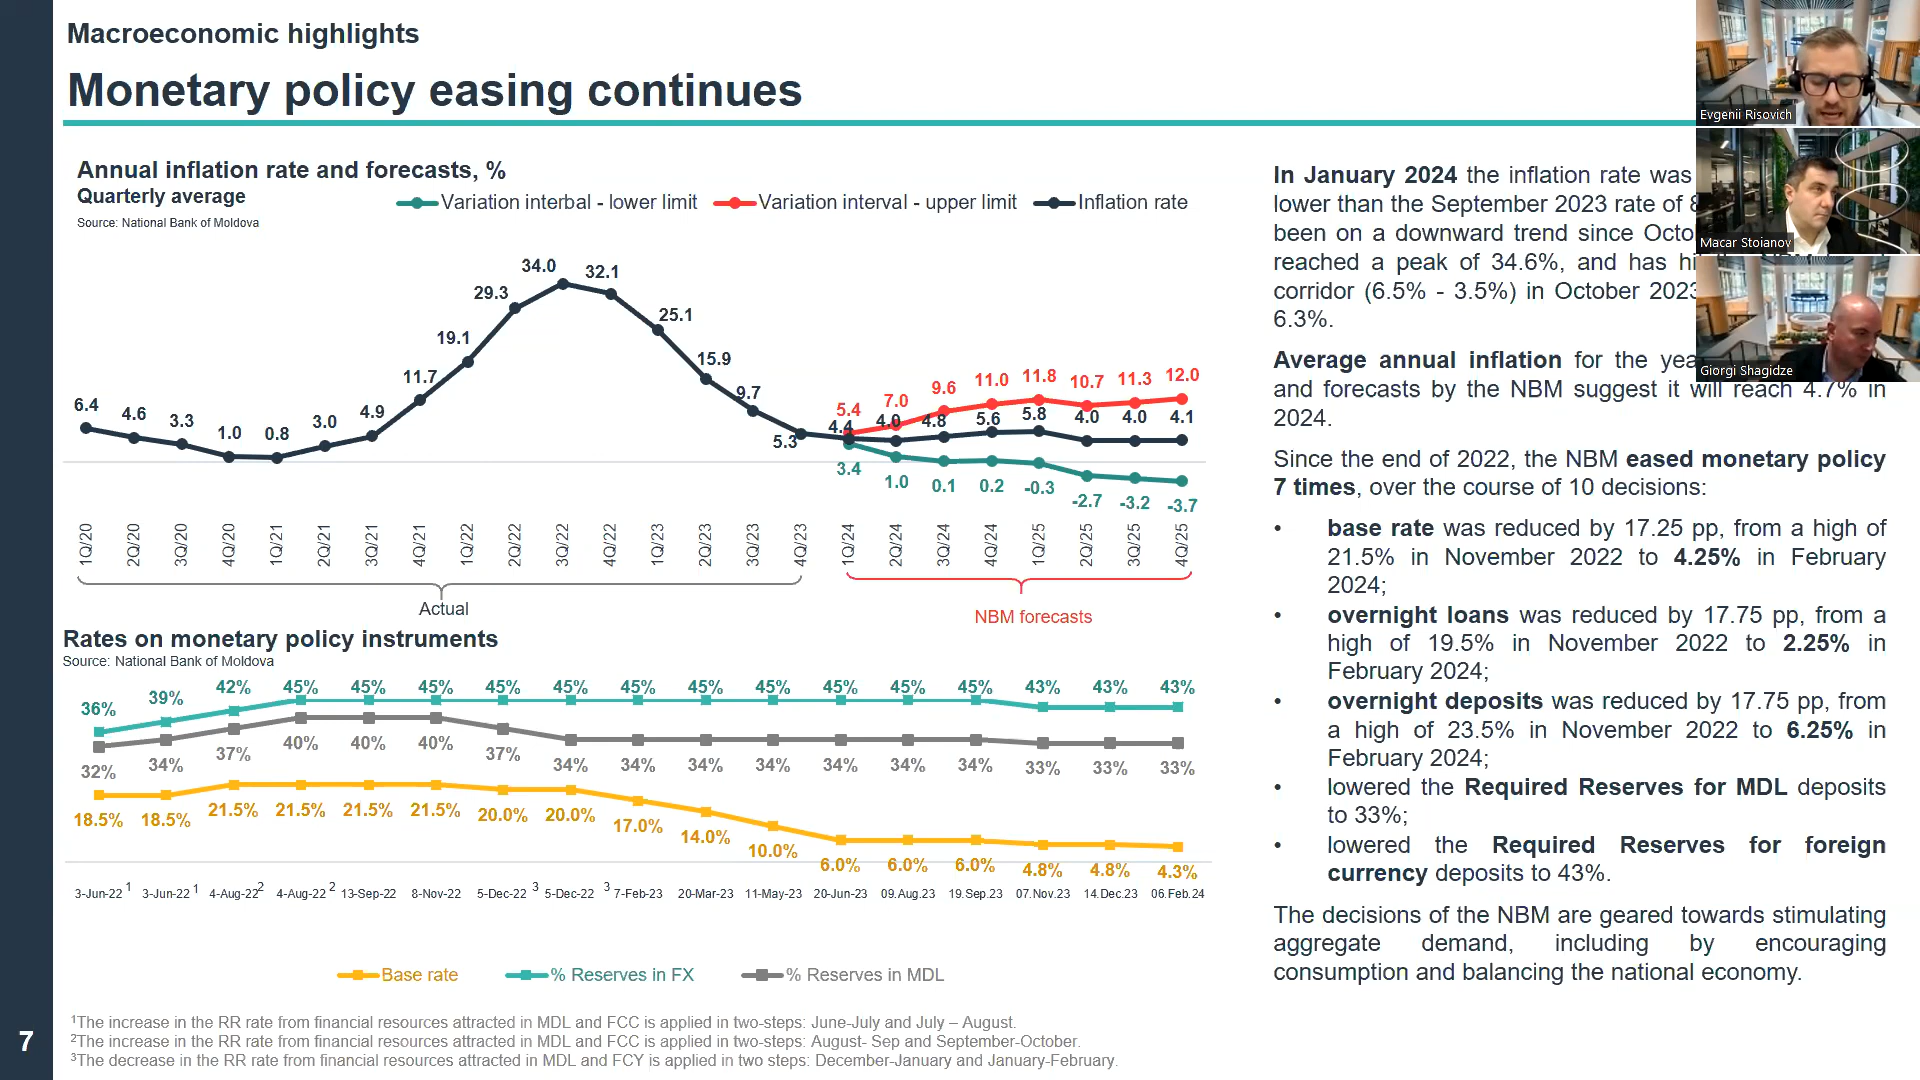 Macroeconomic highlights
Monetary policy easing continues
Annual inflation rate and forecasts, %
Quarterly average
Source: National Bank of Moldova
Variation interbal - lower limit
Variation interval - upper limit
Inflation rate
6.4 4.6 3.3 1.0 0.8 3.0 4.9 11.7 19.1 29.3 34.0 32.1 25.1 15.9 9.7 5.3 4.4 4.0 4.8 5.6 5.8 4.0 4.0 4.1
5.4 7.0 9.6 11.0 11.8 10.7 11.3 12.0
3.4 1.0 0.1 0.2 -0.3 -2.7 -3.2 -3.7
1Q/20 2Q/20 3Q/20 4Q/20 1Q/21 2Q/21 3Q/21 4Q/21 1Q/22 2Q/22 3Q/22 4Q/22 1Q/23 2Q/23 3Q/23 4Q/23 1Q/24 2Q/24 3Q/24 4Q/24 1Q/25 2Q/25 3Q/25 4Q/25
Actual
NBM forecasts
Rates on monetary policy instruments
Source: National Bank of Moldova
36% 39% 42% 45% 45% 45% 45% 45% 45% 45% 45% 45% 45% 45% 43% 43% 43%
32% 34% 37% 40% 40% 40% 37% 34% 34% 34% 34% 34% 34% 34% 33% 33% 33%
18.5% 18.5% 21.5% 21.5% 21.5% 21.5% 20.0% 20.0% 17.0% 14.0% 10.0% 6.0% 6.0% 6.0% 4.8% 4.8% 4.3%
3-Jun-22 1 3-Jun-22 1 4-Aug-22 2 4-Aug-22 2 13-Sep-22 8-Nov-22 5-Dec-22 3 5-Dec-22 3 7-Feb-23 20-Mar-23 11-May-23 20-Jun-23 09.Aug.23 19.Sep.23 07.Nov.23 14.Dec.23 06.Feb.24
Base rate
% Reserves in FX
% Reserves in MDL
1The increase in the RR rate from financial resources attracted in MDL and FCC is applied in two-steps: June-July and July – August.
2The increase in the RR rate from financial resources attracted in MDL and FCC is applied in two-steps: August- Sep and September-October.
3The decrease in the RR rate from financial resources attracted in MDL and FCY is applied in two steps: December-January and January-February.
7
In January 2024 the inflation rate was
lower than the September 2023 rate of
been on a downward trend since
reached a peak of 34.6%, and has
corridor (6.5% - 3.5%) in October 2023
6.3%.
Average annual inflation for the
and forecasts by the NBM suggest it will reach 4.7% in
2024.
Since the end of 2022, the NBM eased monetary policy
7 times, over the course of 10 decisions:
• base rate was reduced by 17.25 pp, from a high of
21.5% in November 2022 to 4.25% in February
2024;
• overnight loans was reduced by 17.75 pp, from a
high of 19.5% in November 2022 to 2.25% in
February 2024;
• overnight deposits was reduced by 17.75 pp, from
a high of 23.5% in November 2022 to 6.25% in
February 2024;
• lowered the Required Reserves for MDL deposits
to 33%;
• lowered the Required Reserves for foreign
currency deposits to 43%.
The decisions of the NBM are geared towards stimulating
aggregate demand, including by encouraging
consumption and balancing the national economy.
Evgenii Risovich
Macar Stoianov
Giorgi Shagidze